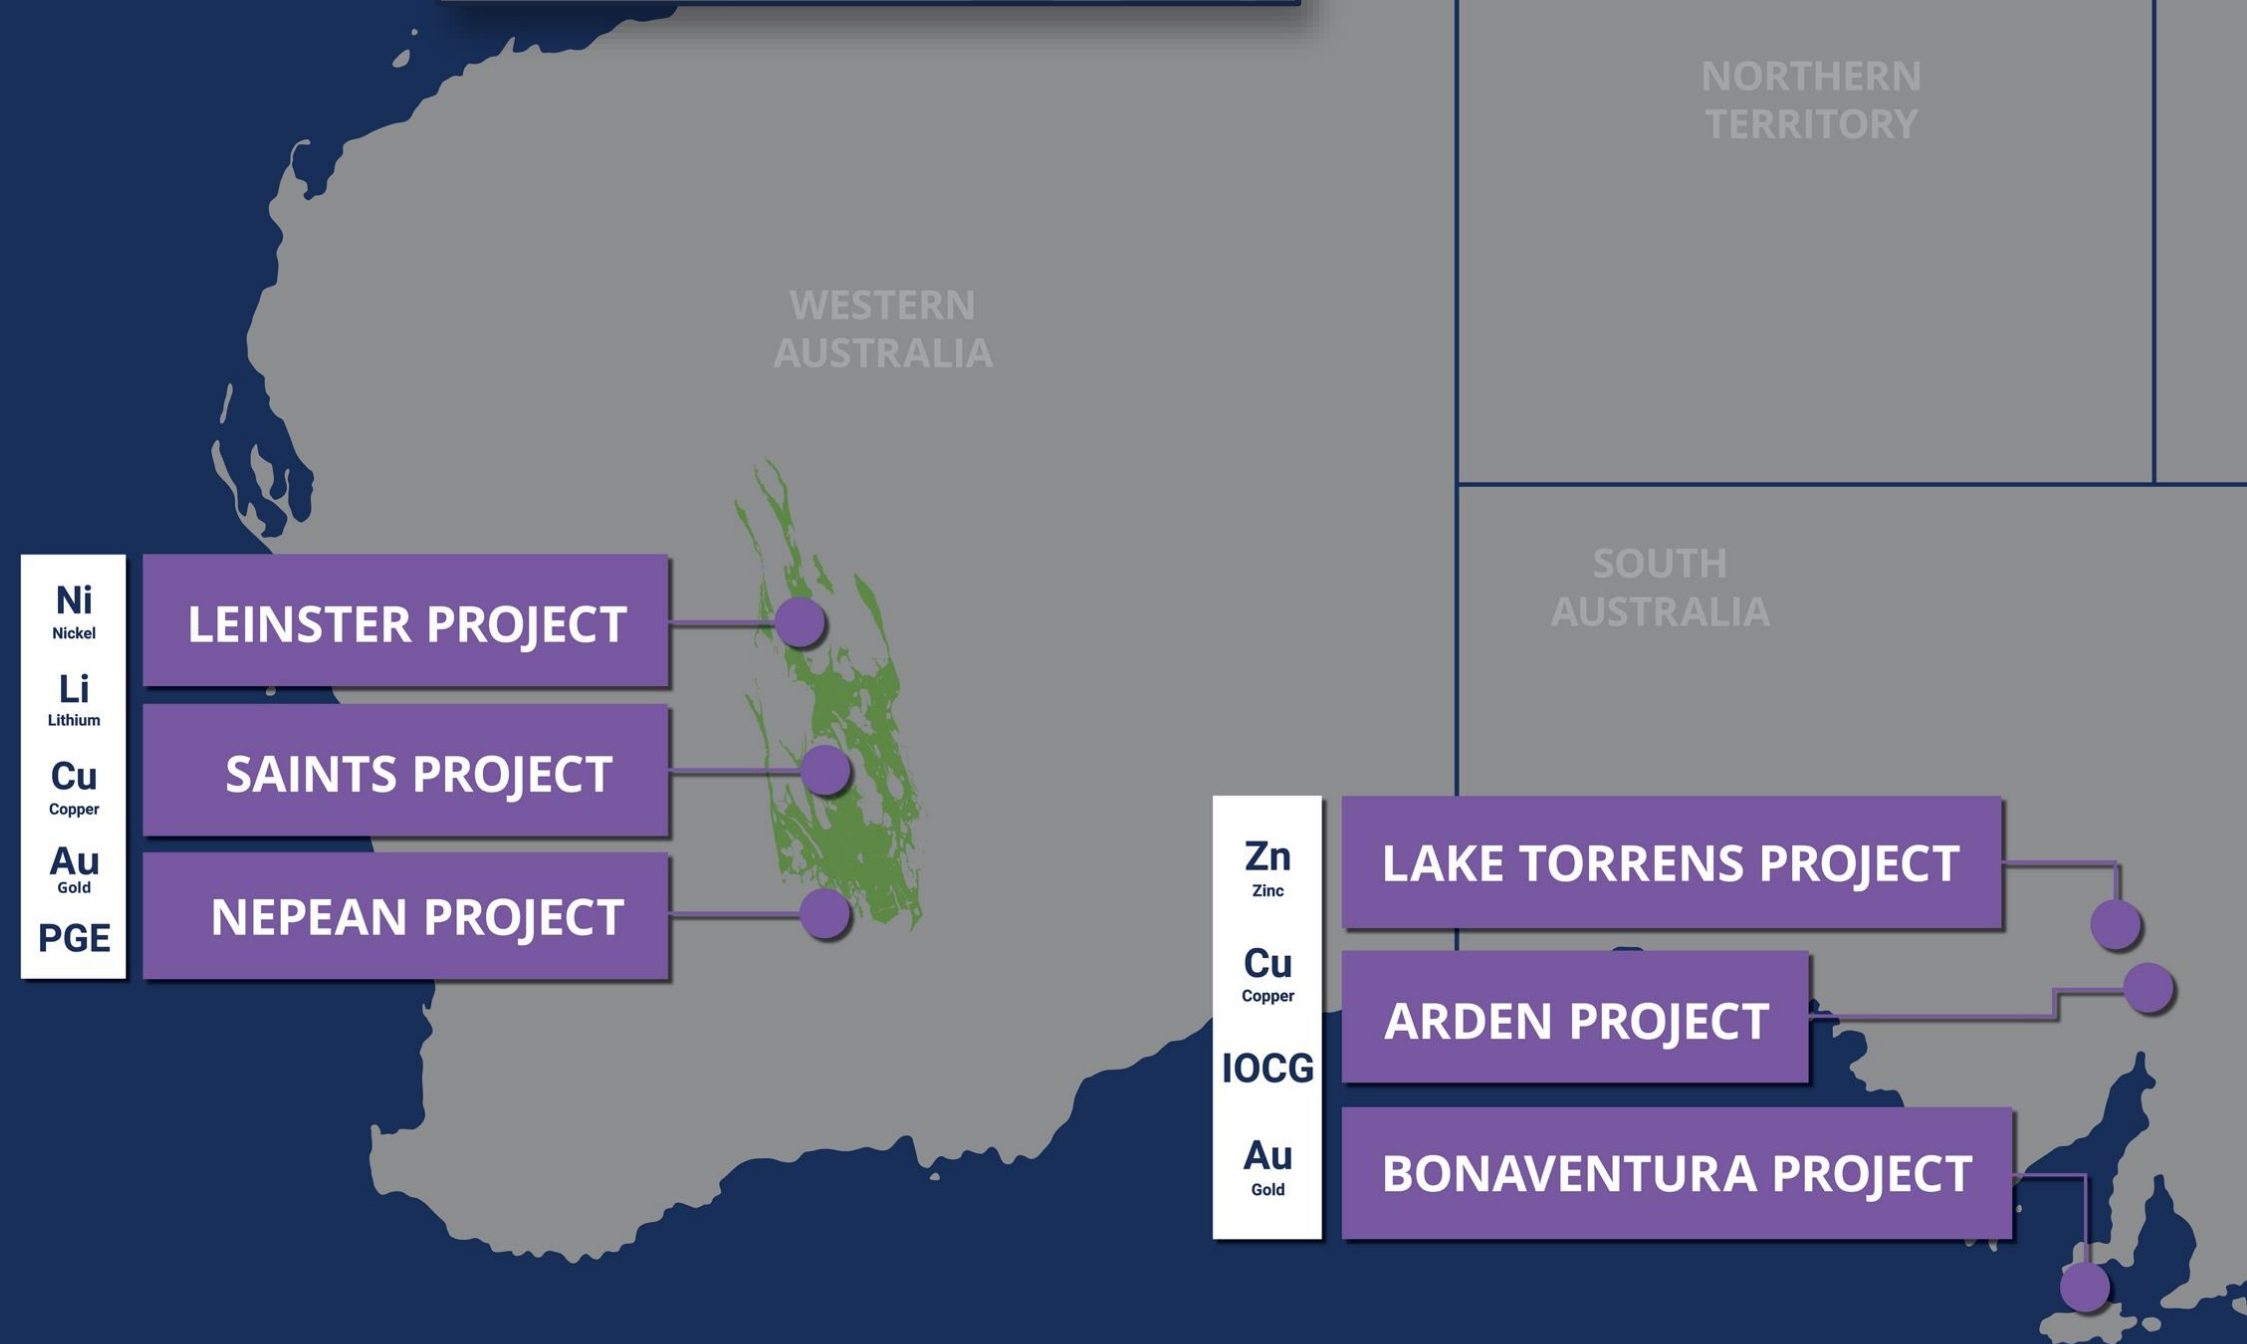 NORTHERN
TERRITORY
WESTERN
AUSTRALIA
SOUTH
AUSTRALIA
Ni
Nickel
Li
Lithium
Cu
Copper
Au
Gold
PGE
LEINSTER PROJECT
SAINTS PROJECT
NEPEAN PROJECT
Zn
Zinc
Cu
Copper
IOCG
Au
Gold
LAKE TORRENS PROJECT
ARDEN PROJECT
BONAVENTURA PROJECT